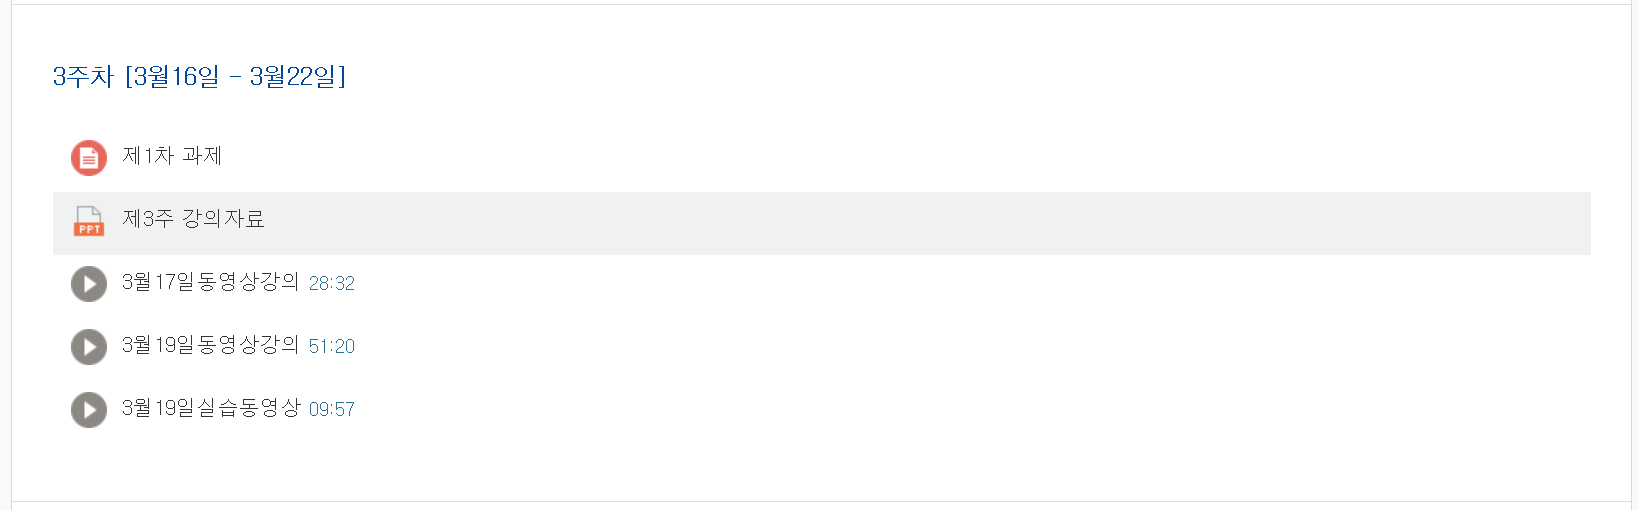 3주차 [3월16일 - 3월22일]
제1차 과제
PPT 제3주 강의자료
3월17일동영상강의 28:32
3월19일동영상강의 51:20
3월19일실습동영상 09:57